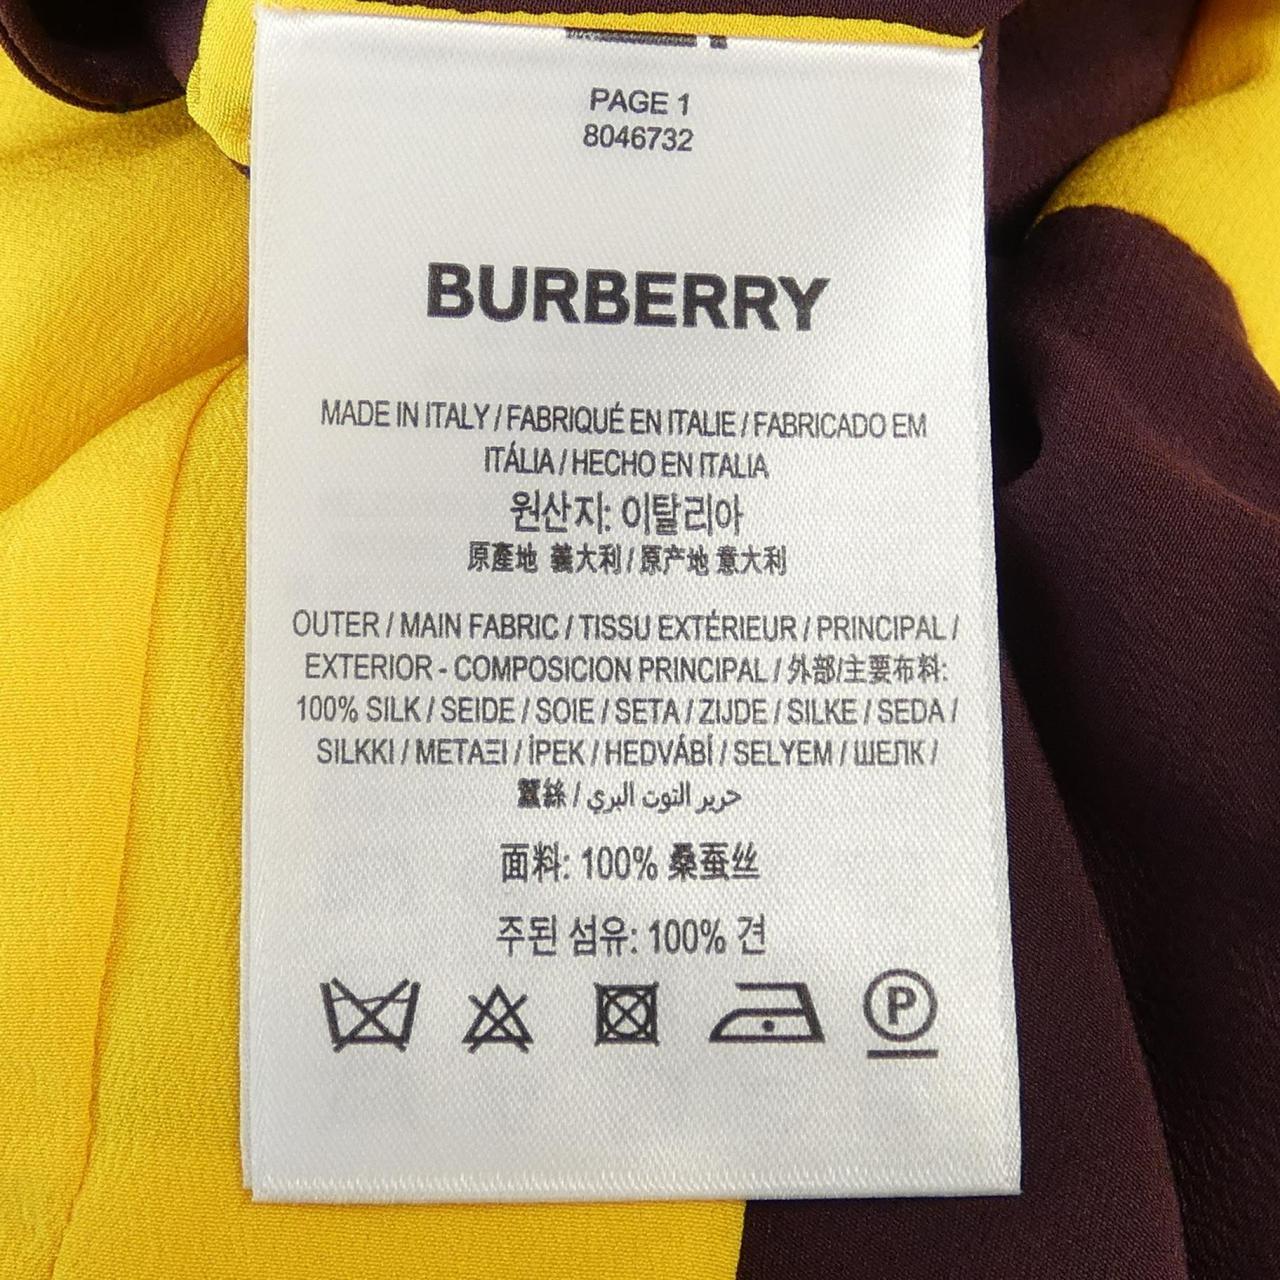 PAGE 1
8046732
BURBERRY
MADE IN ITALY / FABRIQUÉ EN ITALIE / FABRICADO EM
ITÁLIA / HECHO EN ITALIA
원산지: 이탈리아
原產地 義大利 / 原产地 意大利
OUTER / MAIN FABRIC / TISSU EXTÉRIEUR / PRINCIPAL /
EXTERIOR - COMPOSICION PRINCIPAL / 外部/主要布料:
100% SILK / SEIDE / SOIE / SETA / ZIJDE / SILKE / SEDA /
SILKKI / ΜΕΤΑΞΙ / İPEK / HEDVÁBÍ / SELYEM / ШЕЛК /
蠶絲 / حرير التوت البري
面料: 100% 桑蚕丝
주된 섬유: 100% 견
P